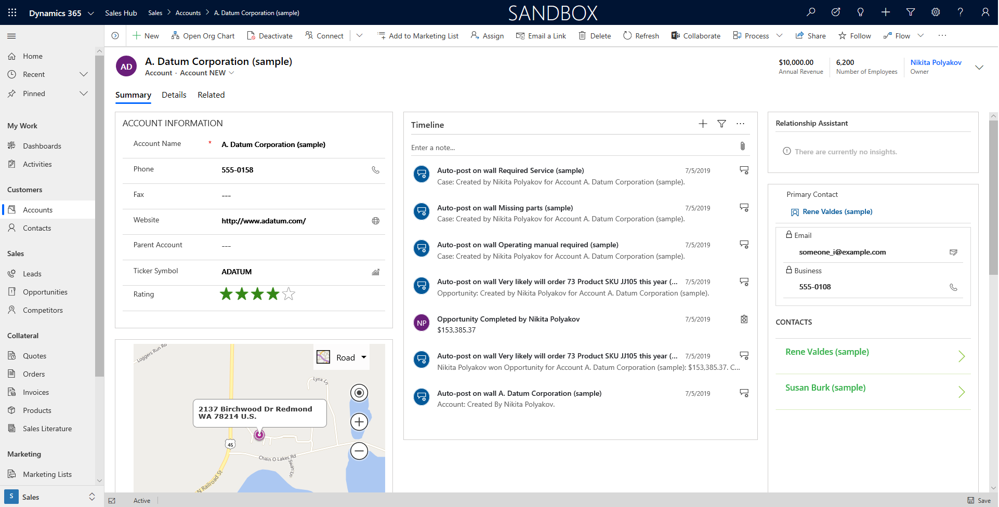 Dynamics 365
Sales Hub
Sales > Accounts > A. Datum Corporation (sample)
SANDBOX
New
Open Org Chart
Deactivate
Connect
Add to Marketing List
Assign
Email a Link
Delete
Refresh
Collaborate
Process
Share
Follow
Flow
Home
Recent
Pinned
My Work
Dashboards
Activities
Customers
Accounts
Contacts
Sales
Leads
Opportunities
Competitors
Collateral
Quotes
Orders
Invoices
Products
Sales Literature
Marketing
Marketing Lists
S
Sales
AD
A. Datum Corporation (sample)
Account · Account NEW
$10,000.00
Annual Revenue
6,200
Number of Employees
Nikita Polyakov
Owner
Summary
Details
Related
ACCOUNT INFORMATION
Account Name * A. Datum Corporation (sample)
Phone 555-0158
Fax ---
Website http://www.adatum.com/
Parent Account ---
Ticker Symbol ADATUM
Rating
Loggers Run Rd
Road
Lynx Ln
2137 Birchwood Dr Redmond
WA 78214 U.S.
45
Chain O Lakes Rd
Swan Ln
N Railroad St
Timeline
Enter a note...
Auto-post on wall Required Service (sample) 7/5/2019
Case: Created by Nikita Polyakov for Account A. Datum Corporation (sample).
Auto-post on wall Missing parts (sample) 7/5/2019
Case: Created by Nikita Polyakov for Account A. Datum Corporation (sample).
Auto-post on wall Operating manual required (sample) 7/5/2019
Case: Created by Nikita Polyakov for Account A. Datum Corporation (sample).
Auto-post on wall Very likely will order 73 Product SKU JJ105 this year (... 7/5/2019
Opportunity: Created by Nikita Polyakov for Account A. Datum Corporation (sample).
NP
Opportunity Completed by Nikita Polyakov 7/5/2019
$153,385.37
Auto-post on wall Very likely will order 73 Product SKU JJ105 this year (... 7/5/2019
Nikita Polyakov won Opportunity for Account A. Datum Corporation (sample): $153,385.37. C...
Auto-post on wall A. Datum Corporation (sample) 7/5/2019
Account: Created By Nikita Polyakov.
Relationship Assistant
There are currently no insights.
Primary Contact
Rene Valdes (sample)
Email
someone_i@example.com
Business
555-0108
CONTACTS
Rene Valdes (sample)
Susan Burk (sample)
Active
Save